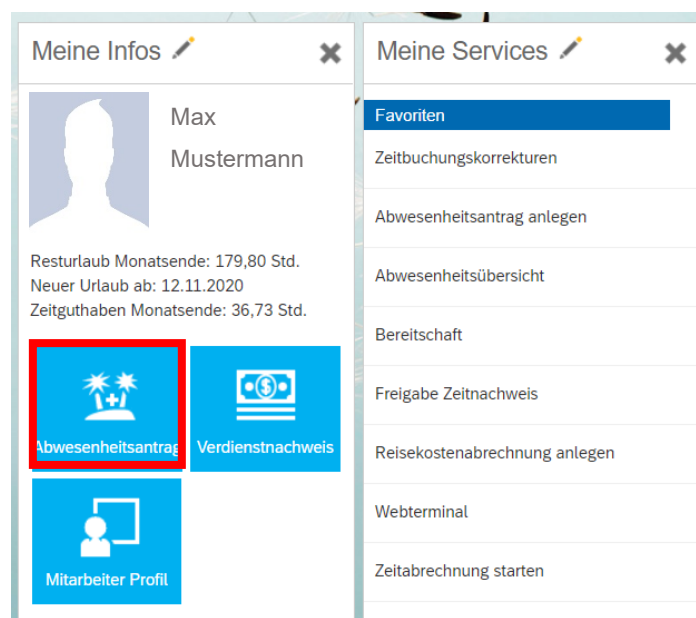 Meine Infos
Max
Mustermann
Resturlaub Monatsende: 179,80 Std.
Neuer Urlaub ab: 12.11.2020
Zeitguthaben Monatsende: 36,73 Std.
Abwesenheitsantrag
Verdienstnachweis
Mitarbeiter Profil
Meine Services
Favoriten
Zeitbuchungskorrekturen
Abwesenheitsantrag anlegen
Abwesenheitsübersicht
Bereitschaft
Freigabe Zeitnachweis
Reisekostenabrechnung anlegen
Webterminal
Zeitabrechnung starten